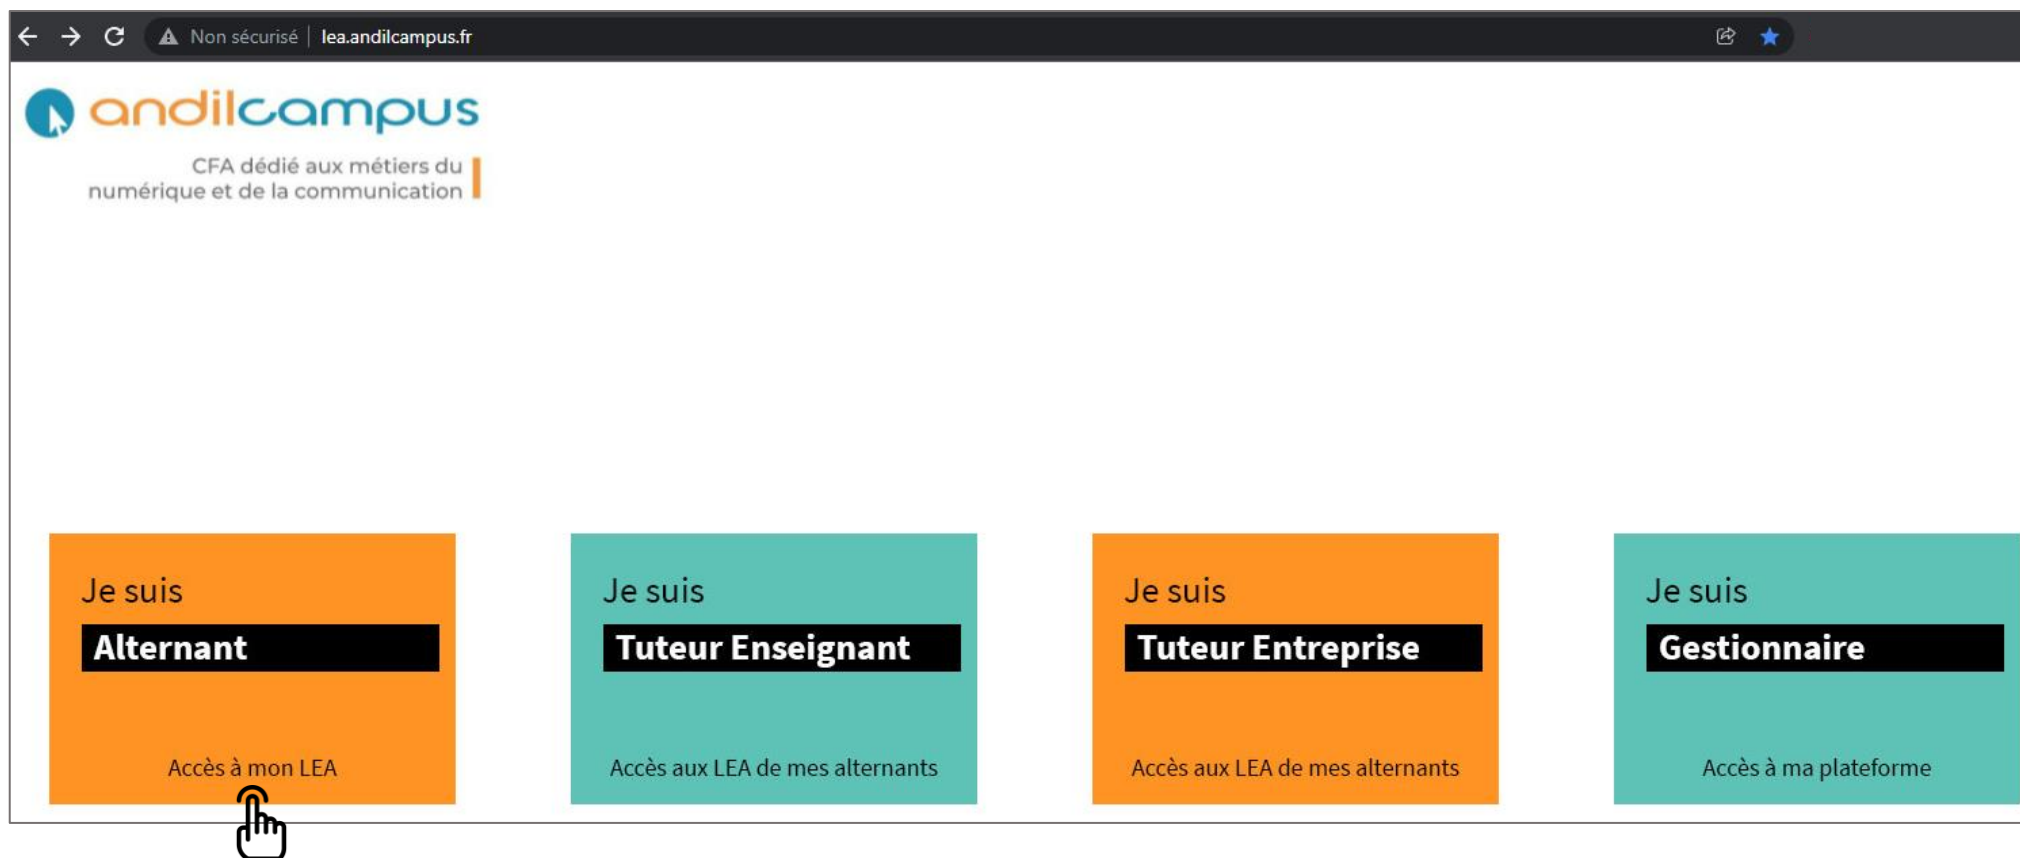 Non sécurisé | lea.andilcampus.fr
andilcampus
CFA dédié aux métiers du
numérique et de la communication
Je suis
Alternant
Accès à mon LEA
Je suis
Tuteur Enseignant
Accès aux LEA de mes alternants
Je suis
Tuteur Entreprise
Accès aux LEA de mes alternants
Je suis
Gestionnaire
Accès à ma plateforme